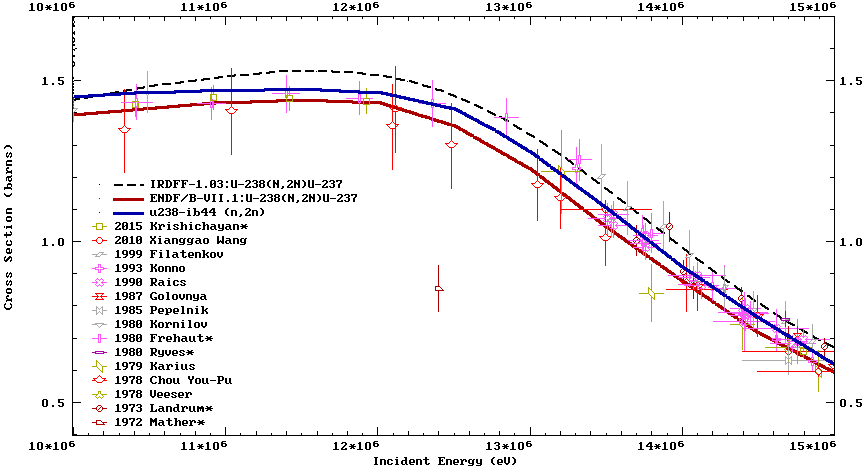 10*10⁶ 11*10⁶ 12*10⁶ 13*10⁶ 14*10⁶ 15*10⁶
1.5 1.5
1.0 1.0
0.5 0.5
Cross Section (barns)
IRDFF-1.03:U-238(N,2N)U-237
ENDF/B-VII.1:U-238(N,2N)U-237
u238-ib44 (n,2n)
2015 Krishichayan*
2010 Xianggao Wang
1999 Filatenkov
1993 Konno
1990 Raics
1987 Golovnya
1985 Pepelnik
1980 Kornilov
1980 Frehaut*
1980 Ryves*
1979 Karius
1978 Chou You-Pu
1978 Veeser
1973 Landrum*
1972 Mather*
10*10⁶ 11*10⁶ 12*10⁶ 13*10⁶ 14*10⁶ 15*10⁶
Incident Energy (eV)